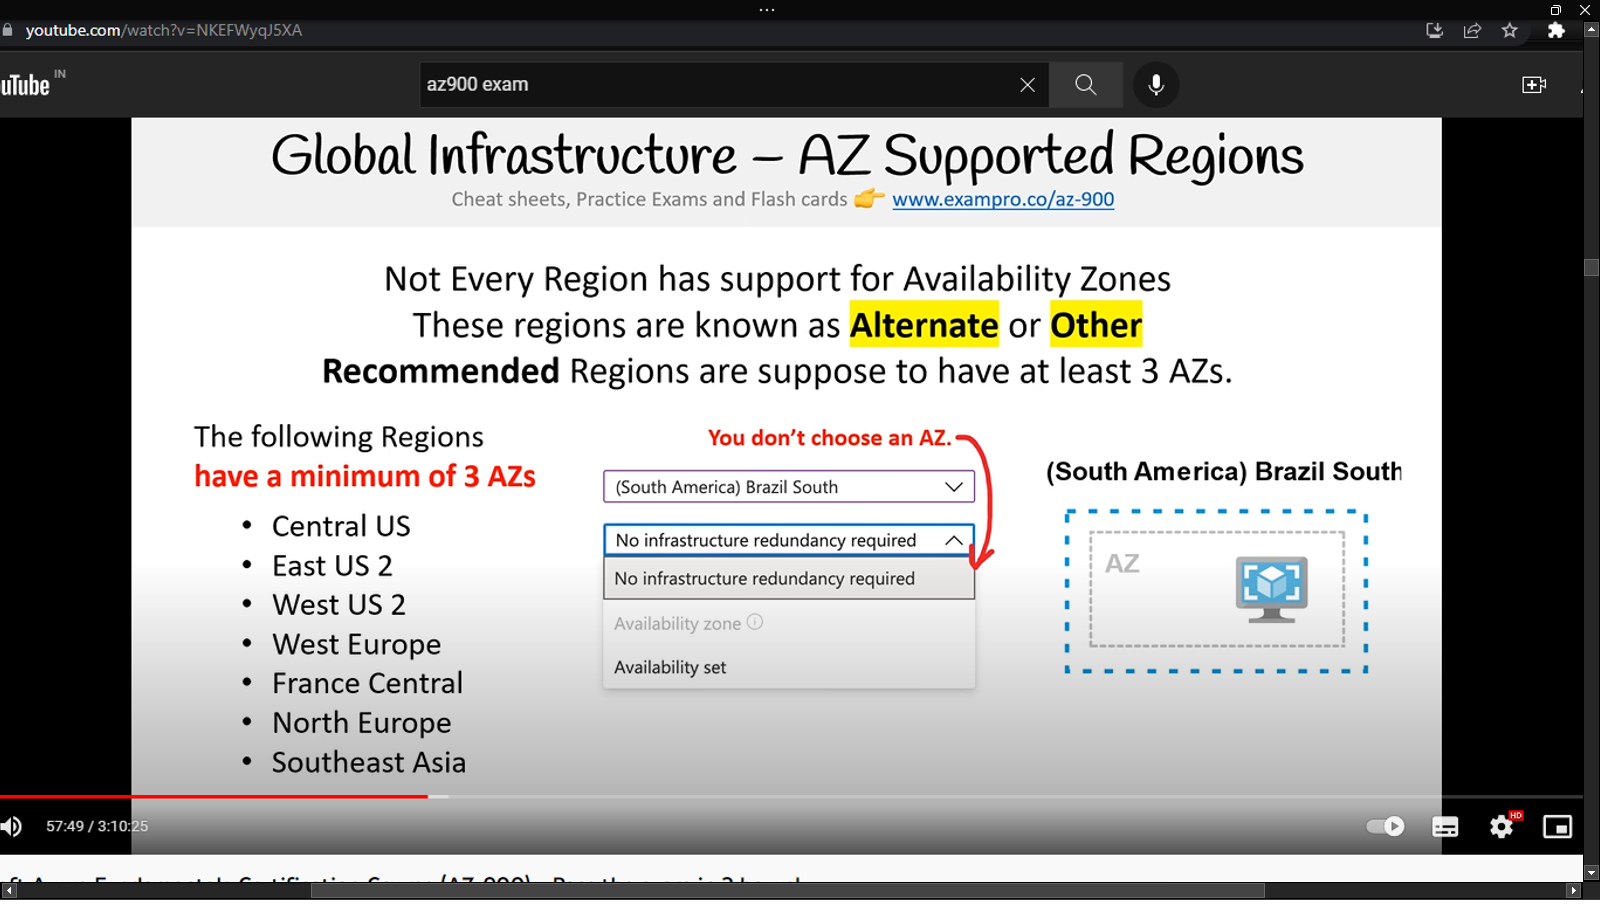 ...
youtube.com/watch?v=NKEFWyqJ5XA
uTube IN
az900 exam
Global Infrastructure – AZ Supported Regions
Cheat sheets, Practice Exams and Flash cards 👉 www.exampro.co/az-900
Not Every Region has support for Availability Zones
These regions are known as Alternate or Other
Recommended Regions are suppose to have at least 3 AZs.
The following Regions
have a minimum of 3 AZs
• Central US
• East US 2
• West US 2
• West Europe
• France Central
• North Europe
• Southeast Asia
You don't choose an AZ.
(South America) Brazil South
No infrastructure redundancy required
No infrastructure redundancy required
Availability zone
Availability set
(South America) Brazil South
AZ
57:49 / 3:10:25
HD